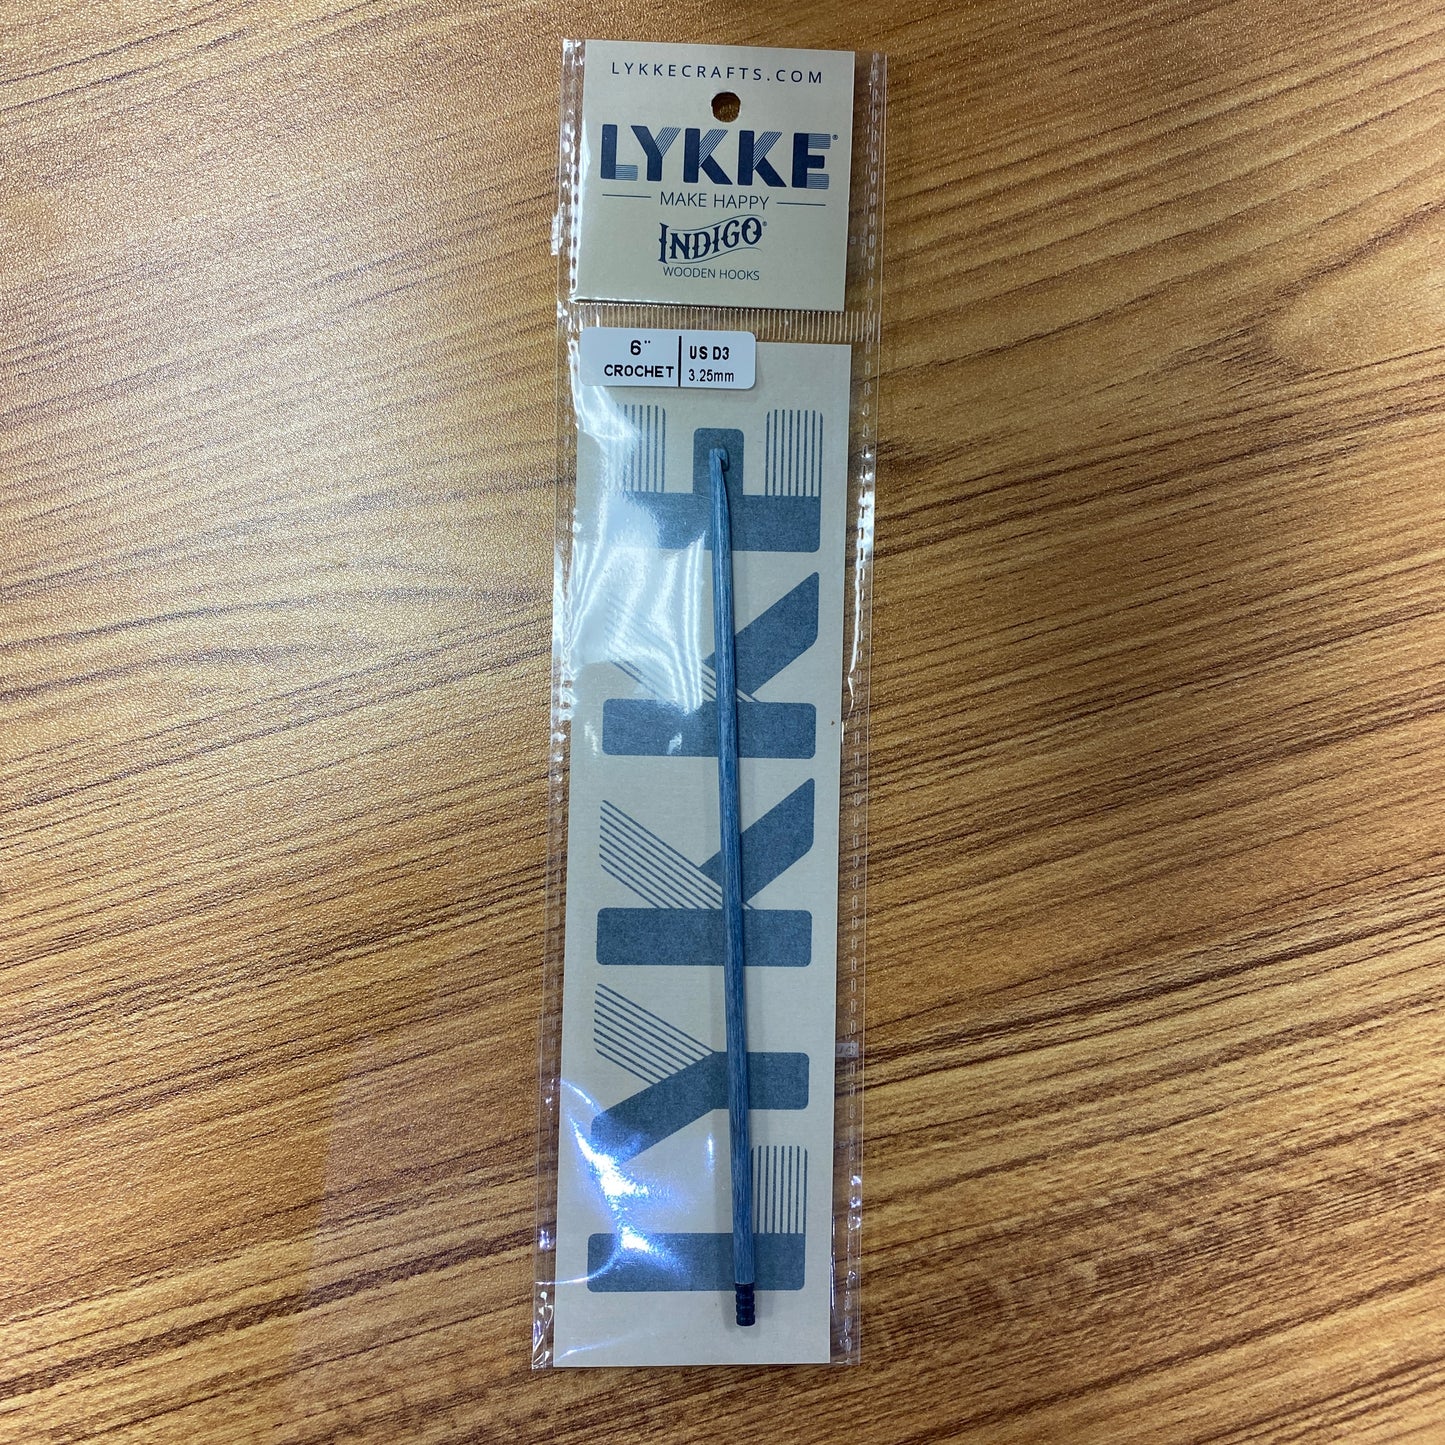 LYKKECRAFTS.COM
LYKKE®
MAKE HAPPY
INDIGO®
WOODEN HOOKS
6"
CROCHET
US D3
3.25mm
LYKKE